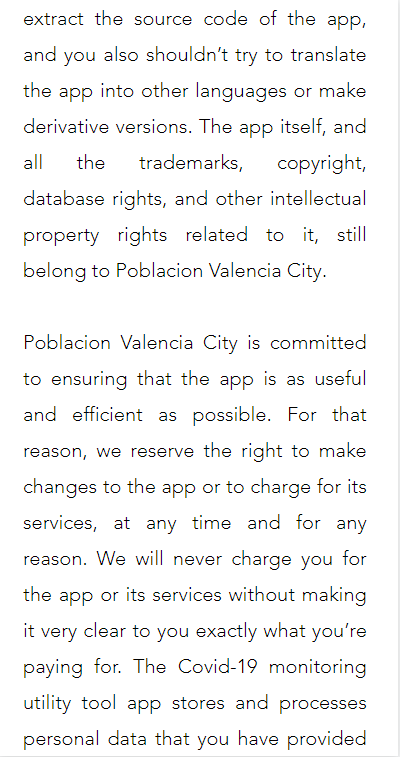 extract the source code of the app,
and you also shouldn’t try to translate
the app into other languages or make
derivative versions. The app itself, and
all the trademarks, copyright,
database rights, and other intellectual
property rights related to it, still
belong to Poblacion Valencia City.
Poblacion Valencia City is committed
to ensuring that the app is as useful
and efficient as possible. For that
reason, we reserve the right to make
changes to the app or to charge for its
services, at any time and for any
reason. We will never charge you for
the app or its services without making
it very clear to you exactly what you’re
paying for. The Covid-19 monitoring
utility tool app stores and processes
personal data that you have provided